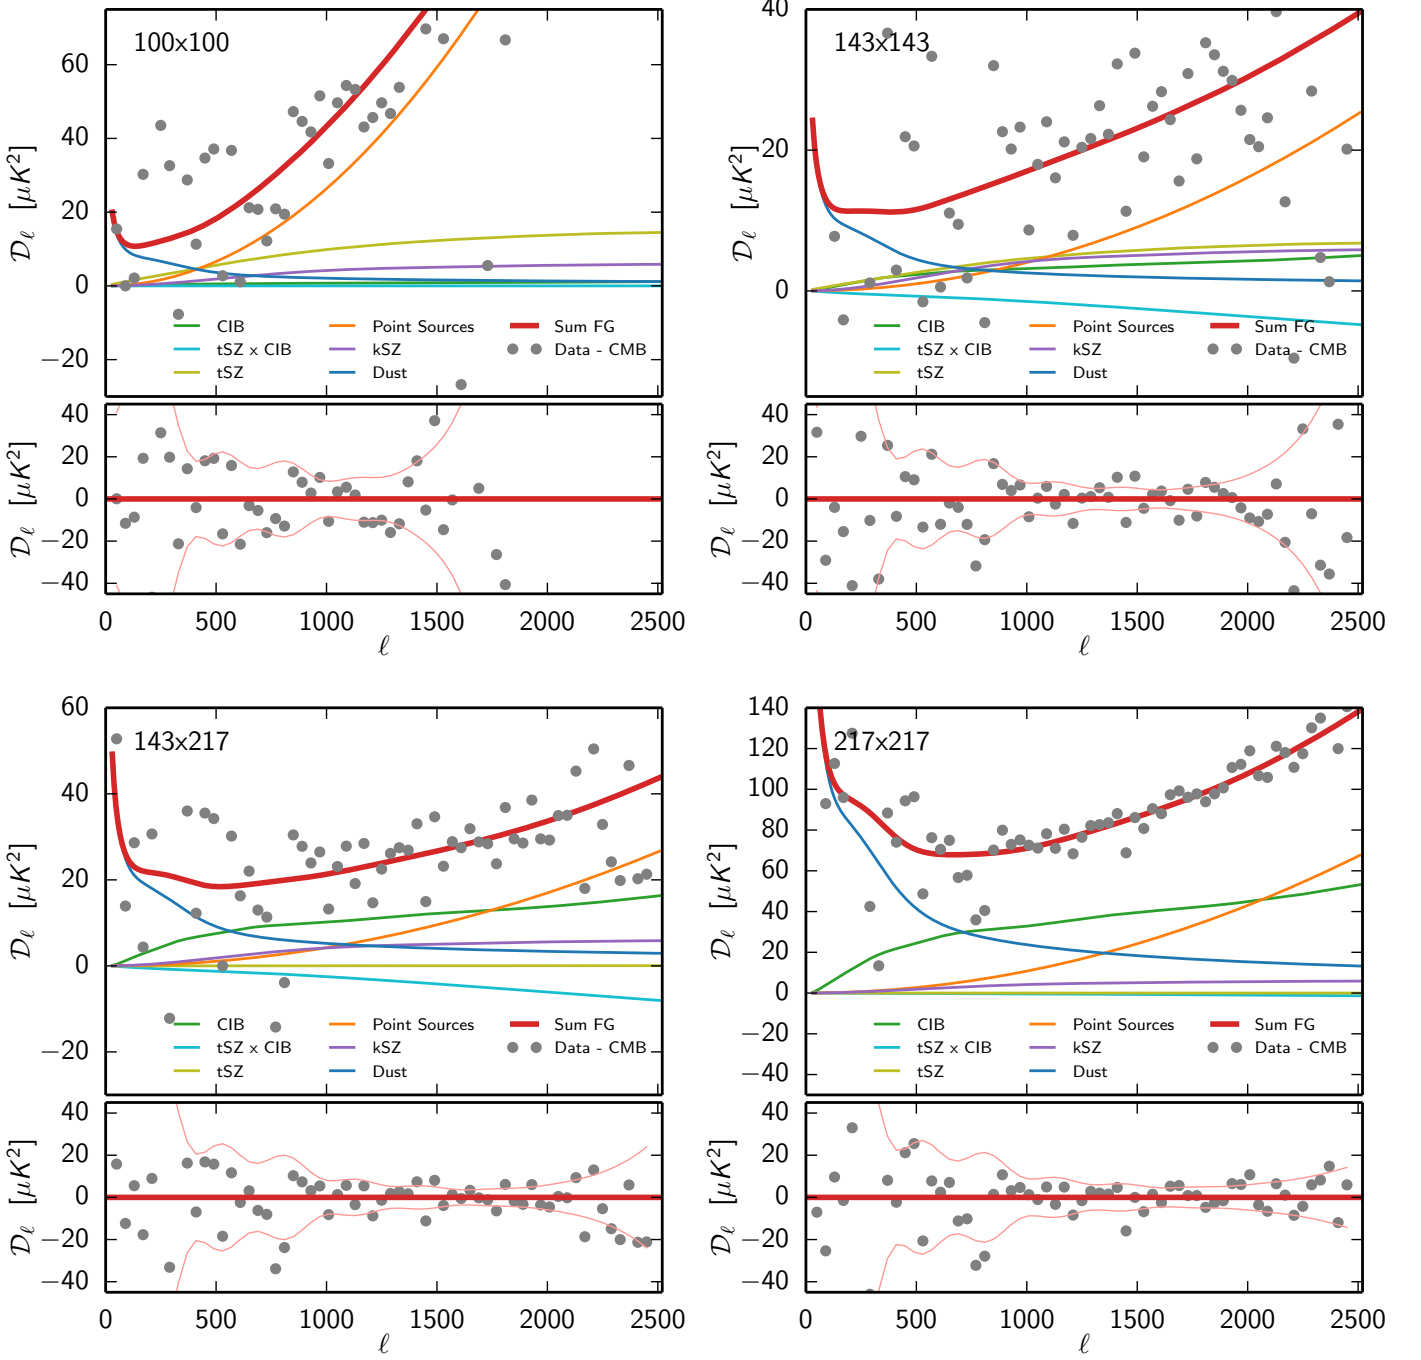 100x100
60
40
20
0
−20
𝒟ℓ [μK²]
CIB
tSZ x CIB
tSZ
Point Sources
kSZ
Dust
Sum FG
Data - CMB
40
20
0
−20
−40
𝒟ℓ [μK²]
0 500 1000 1500 2000 2500
ℓ
143x143
40
20
0
𝒟ℓ [μK²]
CIB
tSZ x CIB
tSZ
Point Sources
kSZ
Dust
Sum FG
Data - CMB
40
20
0
−20
−40
𝒟ℓ [μK²]
0 500 1000 1500 2000 2500
ℓ
143x217
60
40
20
0
−20
𝒟ℓ [μK²]
CIB
tSZ x CIB
tSZ
Point Sources
kSZ
Dust
Sum FG
Data - CMB
40
20
0
−20
−40
𝒟ℓ [μK²]
0 500 1000 1500 2000 2500
ℓ
217x217
140
120
100
80
60
40
20
0
−20
−40
𝒟ℓ [μK²]
CIB
tSZ x CIB
tSZ
Point Sources
kSZ
Dust
Sum FG
Data - CMB
40
20
0
−20
−40
𝒟ℓ [μK²]
0 500 1000 1500 2000 2500
ℓ